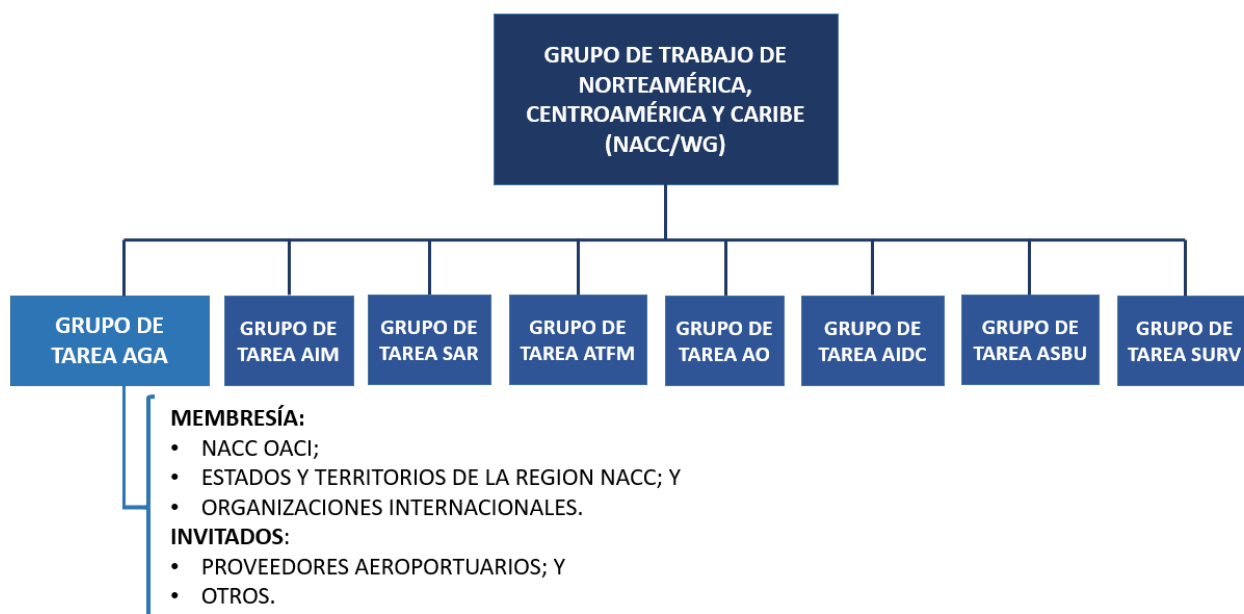 GRUPO DE TRABAJO DE
NORTEAMÉRICA,
CENTROAMÉRICA Y CARIBE
(NACC/WG)
GRUPO DE
TAREA AGA
GRUPO DE
TAREA AIM
GRUPO DE
TAREA SAR
GRUPO DE
TAREA ATFM
GRUPO DE
TAREA AO
GRUPO DE
TAREA AIDC
GRUPO DE
TAREA ASBU
GRUPO DE
TAREA SURV
MEMBRESÍA:
• NACC OACI;
• ESTADOS Y TERRITORIOS DE LA REGION NACC; Y
• ORGANIZACIONES INTERNACIONALES.
INVITADOS:
• PROVEEDORES AEROPORTUARIOS; Y
• OTROS.